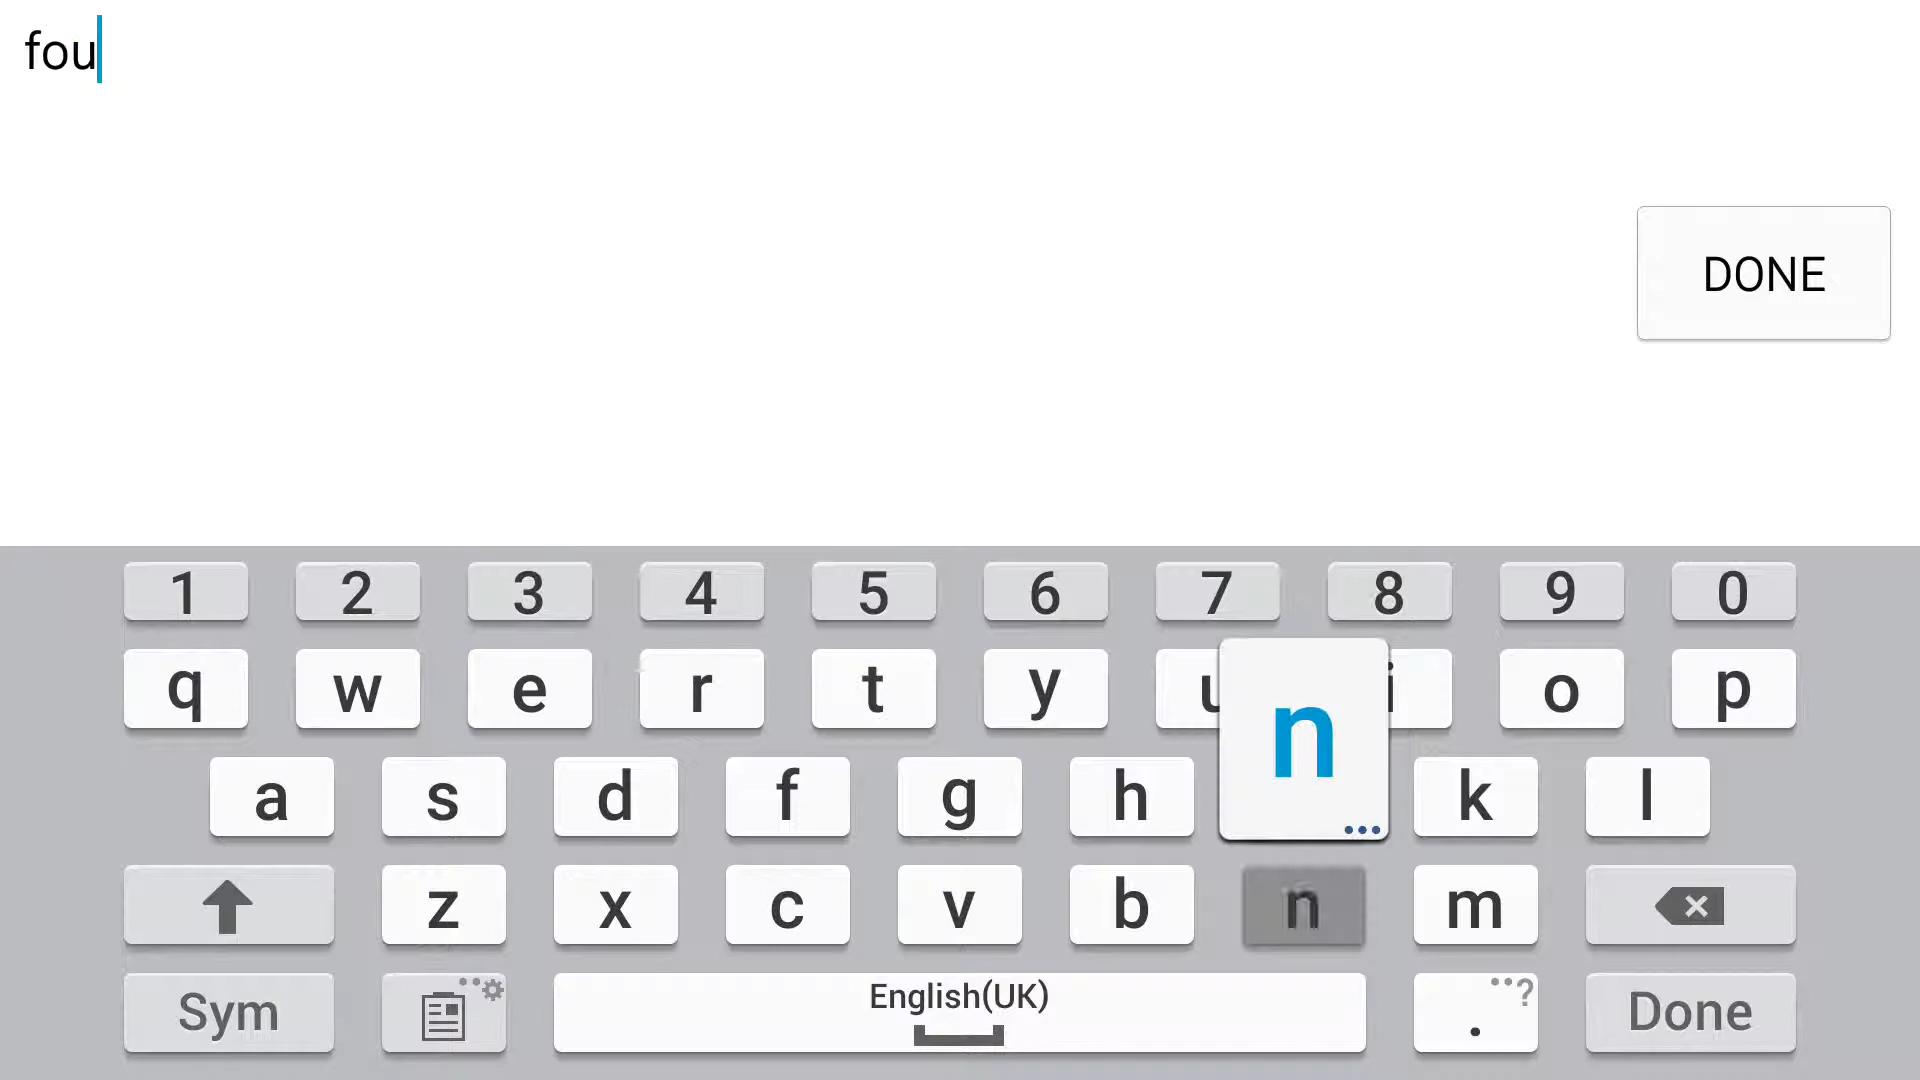 fou
DONE
1 2 3 4 5 6 7 8 9 0
q w e r t y u i o p
a s d f g h n k l
z x c v b n m
Sym English(UK) . ? Done